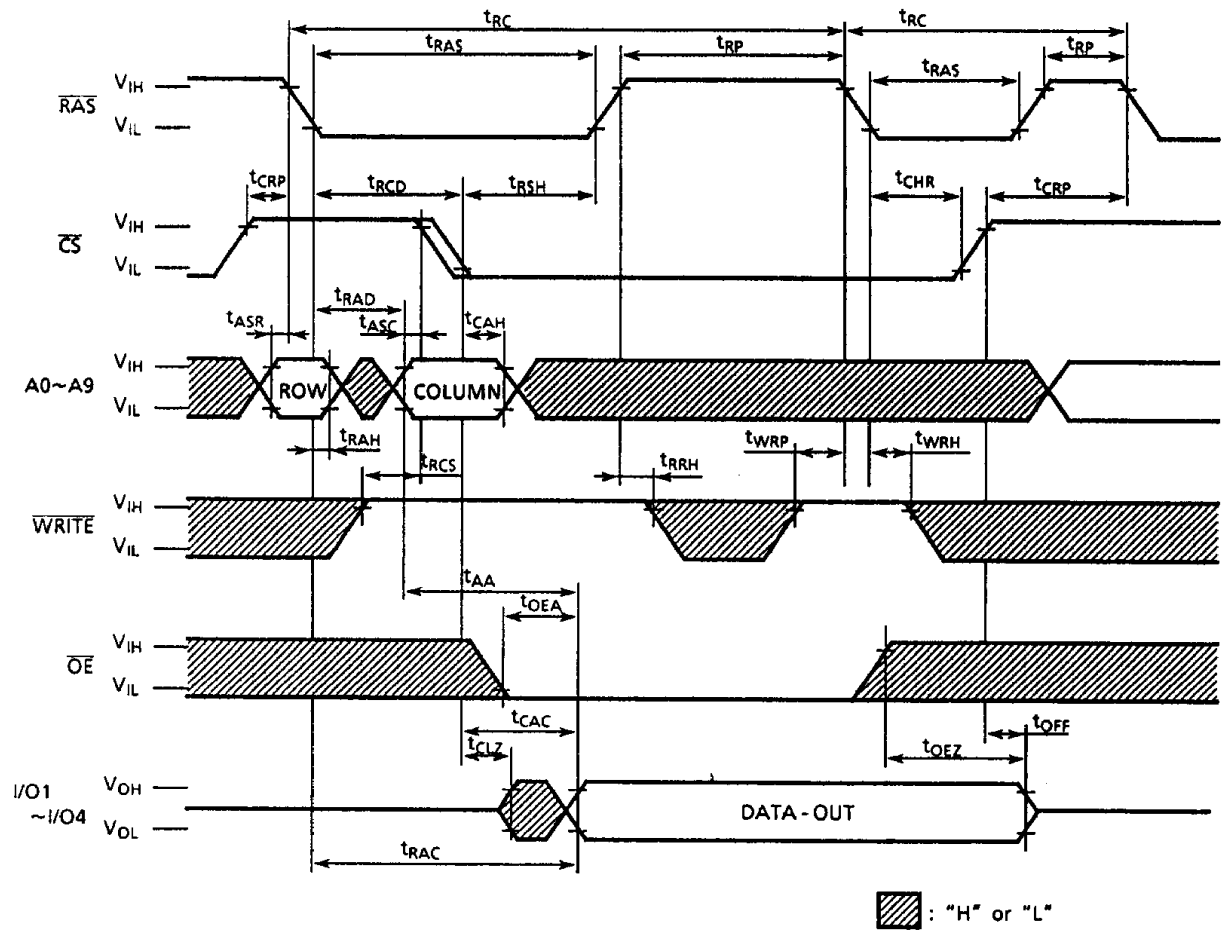 tRC tRC
tRAS tRP tRAS tRP
VIH
RAS
VIL
tCRP tRCD tRSH tCHR tCRP
VIH
CS
VIL
tASR tRAD tASC tCAH
VIH
A0~A9 ROW COLUMN
VIL
tRAH tRCS tRRH tWRP tWRH
VIH
WRITE
VIL
tAA
tOEA
VIH
OE
VIL
tCAC tOFF
tCLZ tOEZ
VOH
I/O1
~I/O4 DATA-OUT
VOL
tRAC
: "H" or "L"